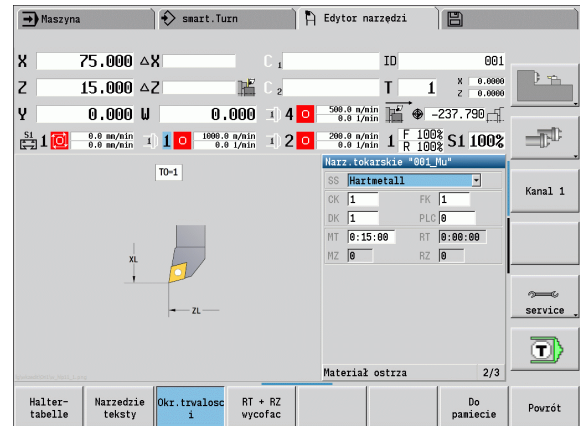 Maszyna smart.Turn Edytor narzędzi
X 75.000 △X C 1 ID 001
Z 15.000 △Z C 2 T 1 X 0.0000 Z 0.0000
Y 0.000 U 0.000 4 500.0 m/min 0.0 1/min -237.790
S1 1 0.0 mm/min 0.0 mm/min 1 1000.0 m/min 0.0 1/min 2 200.0 m/min 0.0 1/min 1 F 100% R 100% S1 100%
Narz.tokarskie "001_Mu"
TO=1
SS Hartmetall
CK 1 FK 1
DK 1 PLC 0
MT 0:15:00 RT 0:00:00
MZ 0 RZ 0
XL
ZL
Materiał ostrza 2/3
Kanal 1
service
T
Halter-
tabelle
Narzedzie
teksty
Okr.trwalosc
i
RT + RZ
wycofac
Do
pamiecie
Powrót